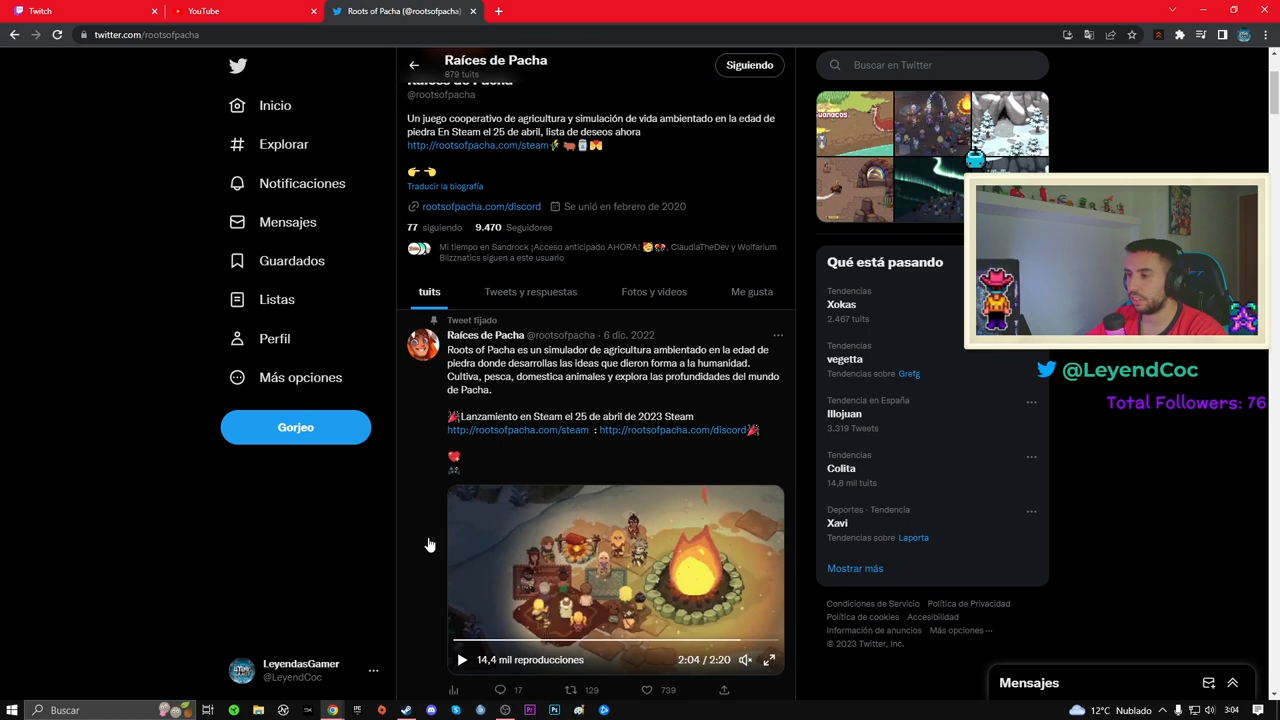 Twitch
YouTube
Roots of Pacha (@rootsofpacha)
twitter.com/rootsofpacha
Inicio
Explorar
Notificaciones
Mensajes
Guardados
Listas
Perfil
Más opciones
Gorjeo
LeyendasGamer
@LeyendCoc
Raíces de Pacha
879 tuits
Siguiendo
Raíces de Pacha
@rootsofpacha
Un juego cooperativo de agricultura y simulación de vida ambientado en la edad de
piedra En Steam el 25 de abril, lista de deseos ahora
http://rootsofpacha.com/steam
Traducir la biografía
rootsofpacha.com/discord Se unió en febrero de 2020
77 siguiendo 9.470 Seguidores
Mi tiempo en Sandrock ¡Acceso anticipado AHORA! , ClaudiaTheDev y Wolfarium
Blizznatics siguen a este usuario
tuits Tweets y respuestas Fotos y videos Me gusta
Tweet fijado
Raíces de Pacha @rootsofpacha · 6 dic. 2022
Roots of Pacha es un simulador de agricultura ambientado en la edad de
piedra donde desarrollas las ideas que dieron forma a la humanidad.
Cultiva, pesca, domestica animales y explora las profundidades del mundo
de Pacha.
Lanzamiento en Steam el 25 de abril de 2023 Steam
http://rootsofpacha.com/steam : http://rootsofpacha.com/discord
14,4 mil reproducciones 2:04 / 2:20
17 129 739
Buscar en Twitter
Qué está pasando
Tendencias
Xokas
2.467 tuits
Tendencias
vegetta
Tendencias sobre Grefg
Tendencia en España
Illojuan
3.319 Tweets
Tendencias
Colita
14,8 mil tuits
Deportes · Tendencia
Xavi
Tendencias sobre Laporta
Mostrar más
Condiciones de Servicio Política de Privacidad
Política de cookies Accesibilidad
Información de anuncios Más opciones ···
© 2023 Twitter, Inc.
@LeyendCoc
Total Followers: 76
Mensajes
Buscar
12°C Nublado 3:04